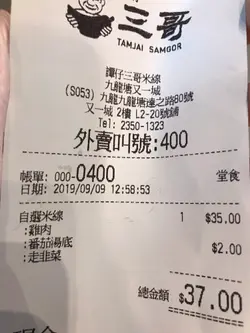 三哥
TAMJAI SAMGOR
譚仔三哥米線
九龍塘又一城
(S053) 九龍九龍塘達之路80號
又一城 2樓 L2-20號舖
Tel: 2350-1323
外賣叫號:400
帳單: 000-0400 堂食
日期: 2019/09/09 12:58:53
自選米線 1 $35.00
:雞肉
:番茄湯底 $2.00
:走韭菜
總金額 $37.00